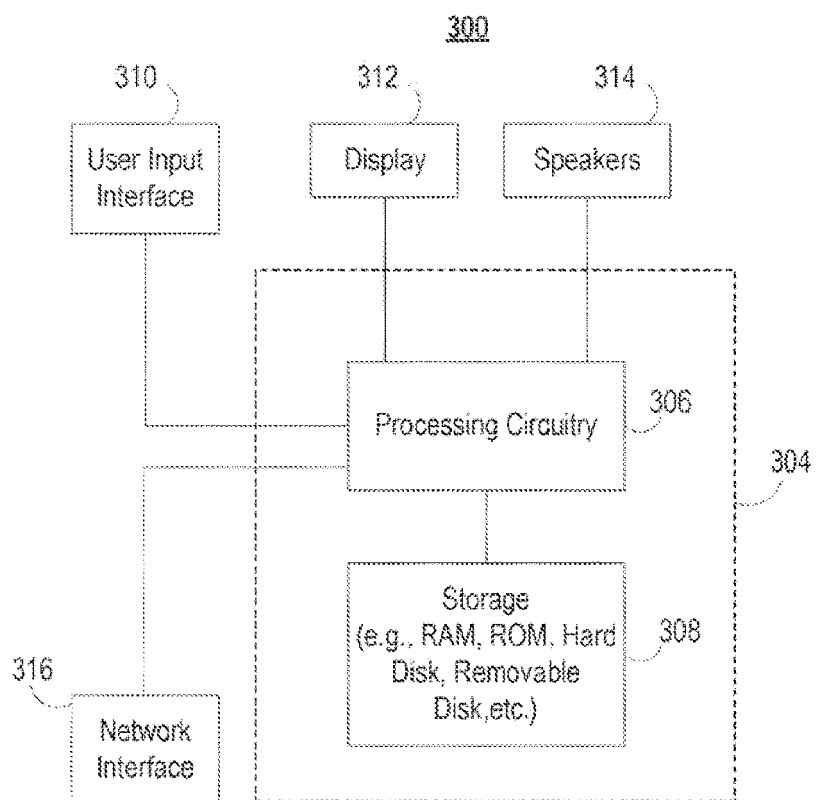 300
310
312
314
User Input
Interface
Display
Speakers
Processing Circuitry
306
304
Storage
(e.g., RAM, ROM, Hard
Disk, Removable
Disk,etc.)
308
316
Network
Interface